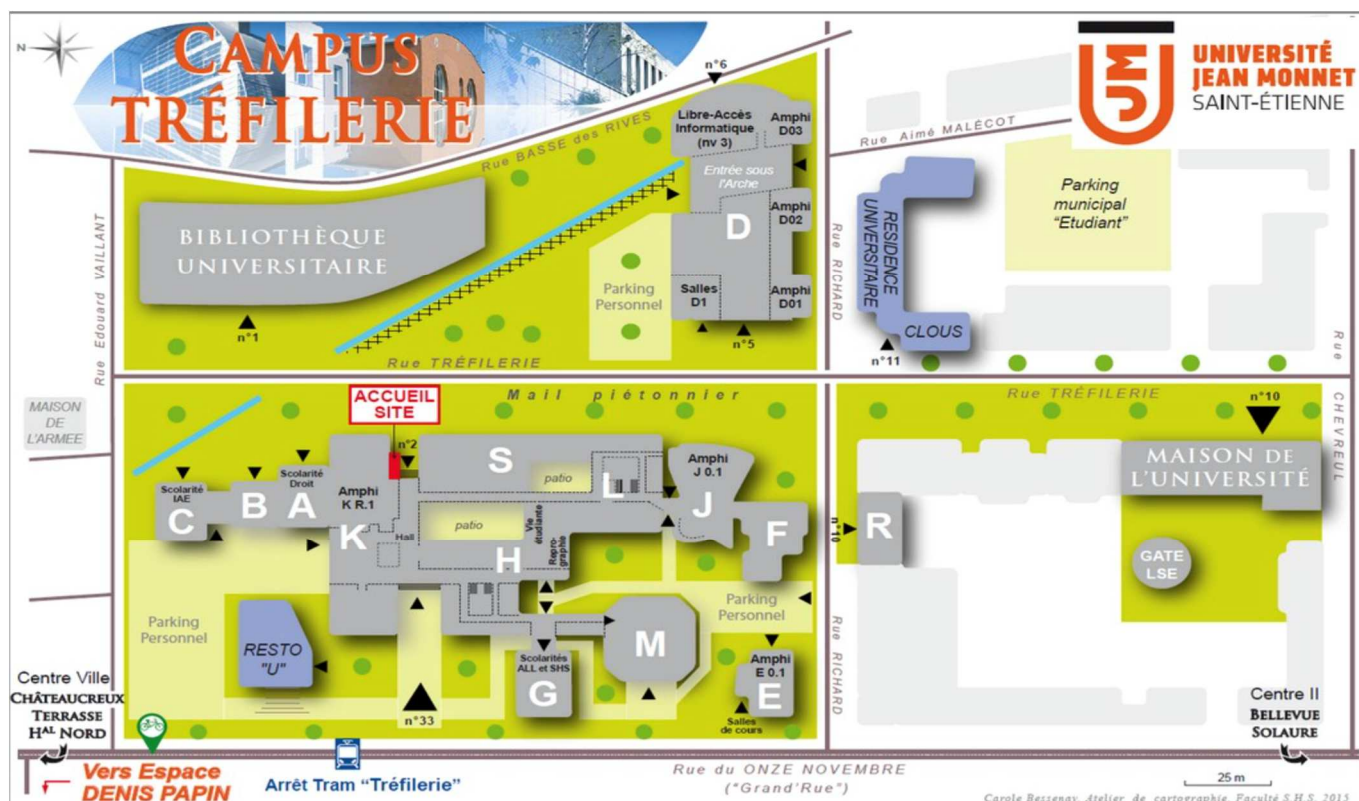 N
CAMPUS
TRÉFILERIE
UNIVERSITÉ
JEAN MONNET
SAINT-ÉTIENNE
UJM
n°6
Rue BASSE des RIVES
Rue Aimé MALÉCOT
Libre-Accès
Informatique
(nv 3)
Amphi
D03
Entrée sous
l'Arche
Amphi
D02
D
Salles
D1
Amphi
D01
n°5
Parking
Personnel
BIBLIOTHÈQUE
UNIVERSITAIRE
n°1
Rue Edouard VAILLANT
Rue RICHARD
RESIDENCE
UNIVERSITAIRE
CLOUS
n°11
Parking
municipal
"Etudiant"
Rue
CHEVREUL
Rue TRÉFILERIE
Mail piétonnier
Rue TRÉFILERIE
n°10
MAISON
DE
L'ARMEE
ACCUEIL
SITE
n°2
Scolarité
IAE
C
B
Scolarité
Droit
A
Amphi
K R.1
K
Hall
S
patio
L
patio
H
Vie
étudiante
Repro-
graphie
Amphi
J 0.1
J
F
n°10
R
MAISON DE
L'UNIVERSITÉ
GATE
LSE
Parking
Personnel
RESTO
"U"
n°33
Scolarités
ALL et SHS
G
M
Parking
Personnel
Amphi
E 0.1
E
Salles
de cours
Rue RICHARD
Centre Ville
CHÂTEAUCREUX
TERRASSE
HAL NORD
Centre II
BELLEVUE
SOLAURE
Vers Espace
DENIS PAPIN
Arrêt Tram "Tréfilerie"
Rue du ONZE NOVEMBRE
("Grand'Rue")
25 m
Carole Bessenay, Atelier de cartographie, Faculté S.H.S. 2015